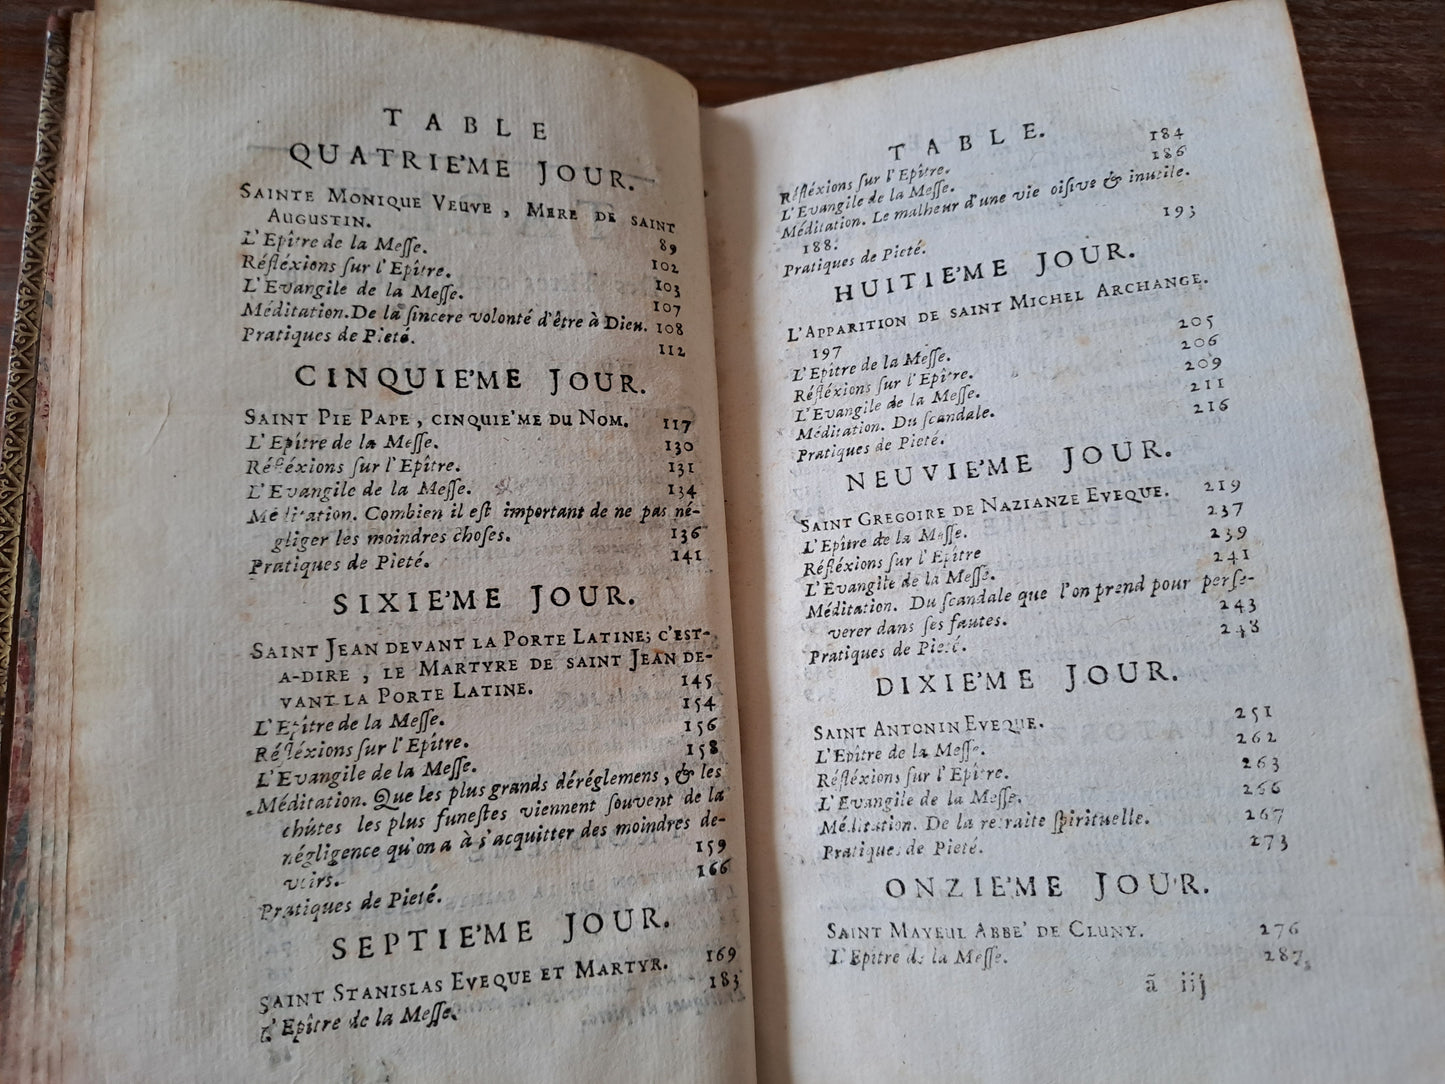 TABLE
QUATRIE'ME JOUR.
SAINTE MONIQUE VEUVE, MERE DE SAINT
AUGUSTIN. 89
L'Epître de la Messe. 102
Réfléxions sur l'Epître. 103
L'Evangile de la Messe. 107
Méditation. De la sincere volonté d'être à Dieu. 108
Pratiques de Pieté. 112
CINQUIE'ME JOUR.
SAINT PIE PAPE, CINQUIE'ME DU NOM. 117
L'Epître de la Messe. 130
Réfléxions sur l'Epître. 131
L'Evangile de la Messe. 134
Méditation. Combien il est important de ne pas né-
gliger les moindres choses. 136
Pratiques de Pieté. 141
SIXIE'ME JOUR.
SAINT JEAN DEVANT LA PORTE LATINE; C'EST-
A-DIRE, LE MARTYRE DE SAINT JEAN DE-
VANT LA PORTE LATINE. 145
L'Epître de la Messe. 154
Réfléxions sur l'Epître. 156
L'Evangile de la Messe. 158
Méditation. Que les plus grands déréglemens, & les
chûtes les plus funestes viennent souvent de la
négligence qu'on a à s'acquitter des moindres de-
voirs. 159
Pratiques de Pieté. 166
SEPTIE'ME JOUR.
SAINT STANISLAS EVEQUE ET MARTYR. 169
L'Epître de la Messe. 183
TABLE.
Réfléxions sur l'Epître. 184
L'Evangile de la Messe. 186
Méditation. Le malheur d'une vie oisive & inutile.
188.
Pratiques de Pieté. 193
HUITIE'ME JOUR.
L'APPARITION DE SAINT MICHEL ARCHANGE.
197
L'Epître de la Messe. 205
Réfléxions sur l'Epître. 206
L'Evangile de la Messe. 209
Méditation. Du scandale. 211
Pratiques de Pieté. 216
NEUVIE'ME JOUR.
SAINT GREGOIRE DE NAZIANZE EVEQUE. 219
L'Epître de la Messe. 237
Réfléxions sur l'Epître 239
L'Evangile de la Messe. 241
Méditation. Du scandale que l'on prend pour perse-
verer dans ses fautes. 243
Pratiques de Pieté. 248
DIXIE'ME JOUR.
SAINT ANTONIN EVEQUE. 251
L'Epître de la Messe. 262
Réfléxions sur l'Epître. 263
L'Evangile de la Messe. 266
Méditation. De la retraite spirituelle. 267
Pratiques de Pieté. 273
ONZIE'ME JOUR.
SAINT MAYEUL ABBE' DE CLUNY. 276
L'Epître de la Messe. 287
ã iij